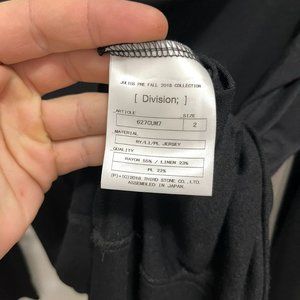 JULIUS PRE FALL 2018 COLLECTION
[ Division; ]
ARTICLE SIZE
627CUM7 2
MATERIAL
RY/LI/PL JERSEY
QUALITY
RAYON 55% / LINEN 23%
PL 22%
(P)+(C)2018 THIRD STONE CO.,LTD.
ASSEMBLED IN JAPAN.